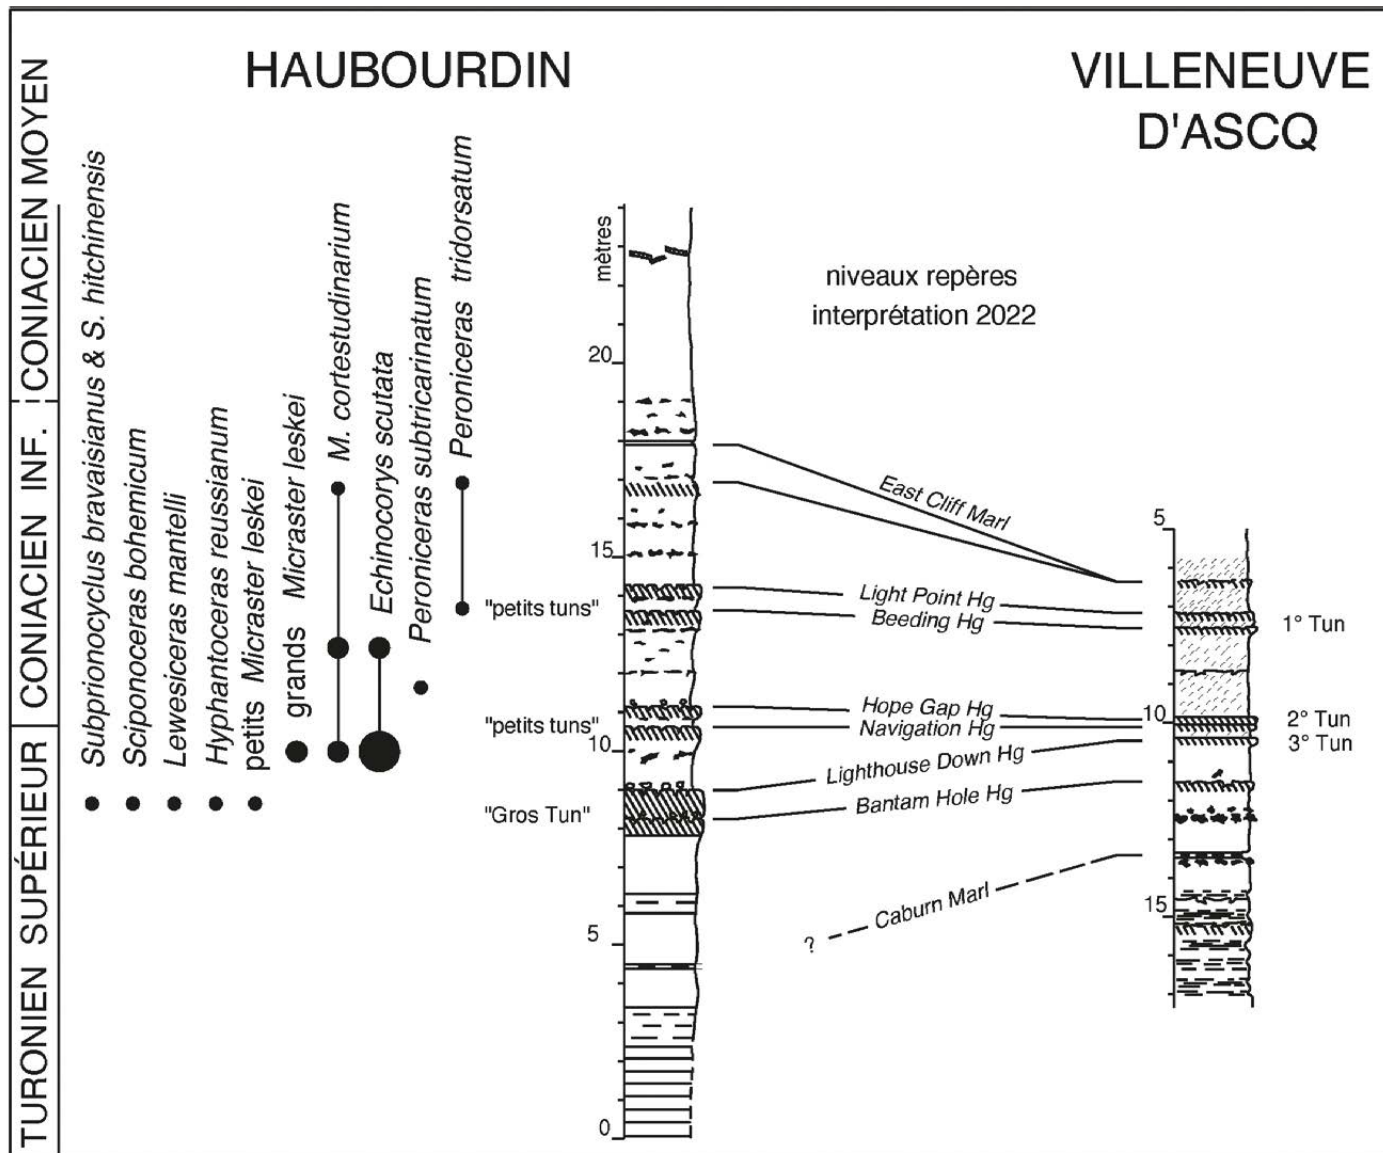 HAUBOURDIN
VILLENEUVE
D'ASCQ
TURONIEN SUPÉRIEUR
CONIACIEN INF.
CONIACIEN MOYEN
Subprionocyclus bravaisianus & S. hitchinensis
Sciponoceras bohemicum
Lewesiceras mantelli
Hyphantoceras reussianum
petits Micraster leskei
grands Micraster leskei
M. cortestudinarium
Echinocorys scutata
Peroniceras subtricarinatum
Peroniceras tridorsatum
mètres
20
15
10
5
0
"petits tuns"
"petits tuns"
"Gros Tun"
niveaux repères
interprétation 2022
East Cliff Marl
Light Point Hg
Beeding Hg
Hope Gap Hg
Navigation Hg
Lighthouse Down Hg
Bantam Hole Hg
Caburn Marl
?
5
10
15
1° Tun
2° Tun
3° Tun